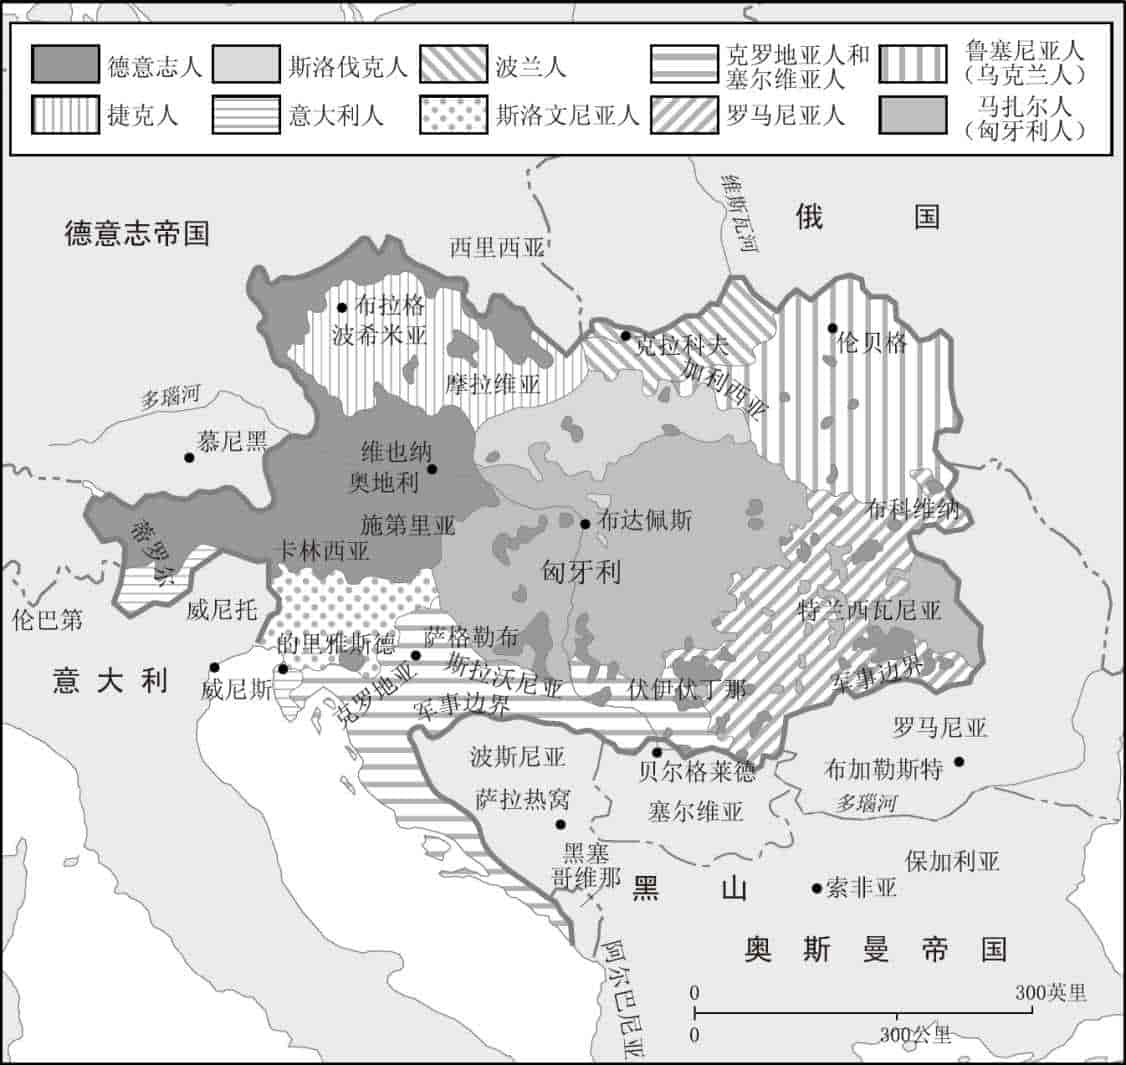 德意志人
斯洛伐克人
波兰人
克罗地亚人和
塞尔维亚人
鲁塞尼亚人
（乌克兰人）
捷克人
意大利人
斯洛文尼亚人
罗马尼亚人
马扎尔人
（匈牙利人）
德意志帝国
西里西亚
维斯瓦河
俄国
布拉格
波希米亚
克拉科夫
伦贝格
加利西亚
摩拉维亚
多瑙河
慕尼黑
维也纳
奥地利
布科维纳
布达佩斯
施第里亚
蒂罗尔
卡林西亚
匈牙利
伦巴第
威尼托
特兰西瓦尼亚
的里雅斯德
萨格勒布
意大利
威尼斯
克罗地亚
斯拉沃尼亚
军事边界
伏伊伏丁那
军事边界
罗马尼亚
波斯尼亚
贝尔格莱德
布加勒斯特
萨拉热窝
塞尔维亚
多瑙河
黑塞
哥维那
黑山
保加利亚
索非亚
奥斯曼帝国
阿尔巴尼亚
0
300英里
0
300公里